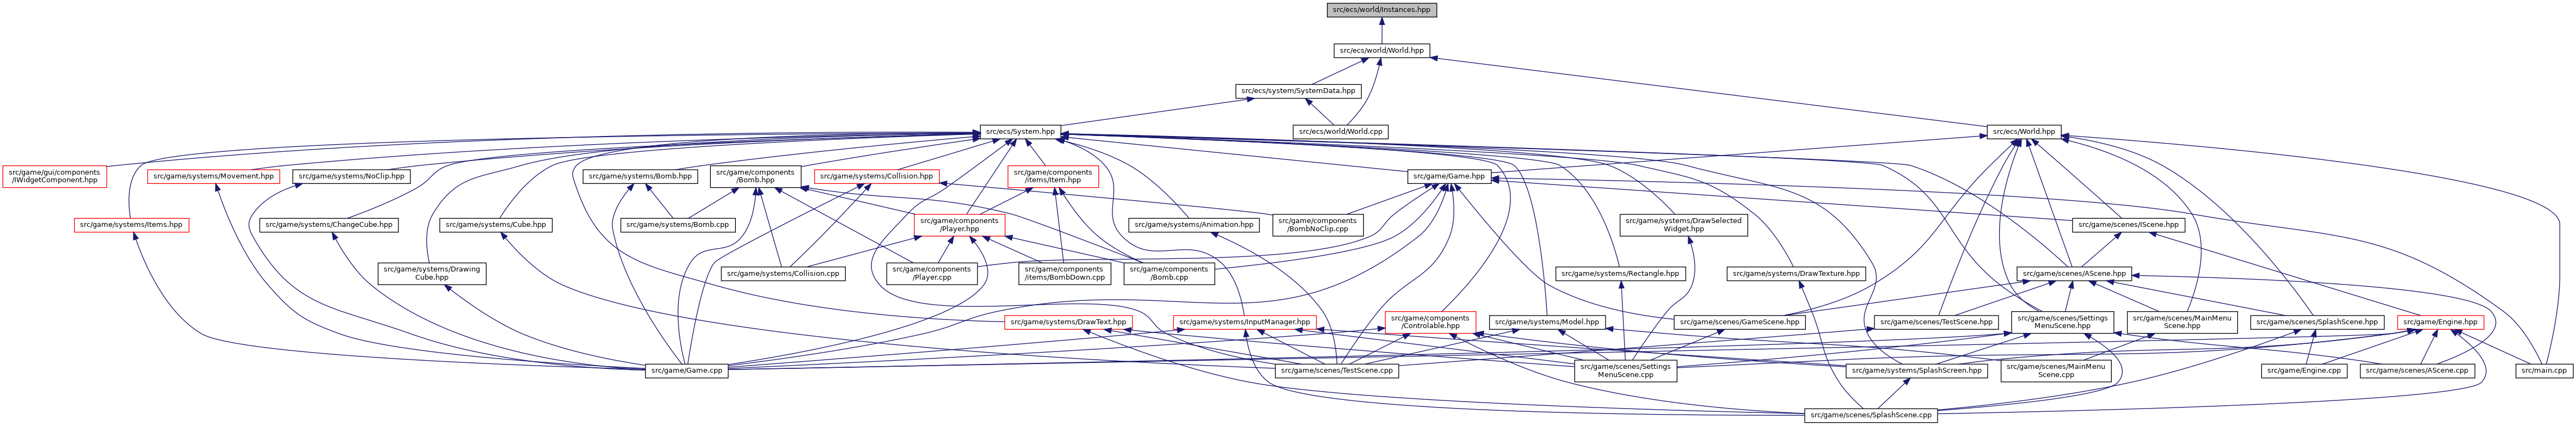 src/ecs/world/Instances.hpp
src/ecs/world/World.hpp
src/ecs/system/SystemData.hpp
src/ecs/System.hpp
src/ecs/world/World.cpp
src/ecs/World.hpp
src/game/gui/components
/IWidgetComponent.hpp
src/game/systems/Movement.hpp
src/game/systems/NoClip.hpp
src/game/systems/Bomb.hpp
src/game/components
/Bomb.hpp
src/game/systems/Collision.hpp
src/game/components
/items/Item.hpp
src/game/Game.hpp
src/game/systems/Items.hpp
src/game/systems/ChangeCube.hpp
src/game/systems/Cube.hpp
src/game/systems/Bomb.cpp
src/game/components
/Player.hpp
src/game/systems/Animation.hpp
src/game/components
/BombNoClip.cpp
src/game/systems/DrawSelected
Widget.hpp
src/game/scenes/IScene.hpp
src/game/systems/Drawing
Cube.hpp
src/game/systems/Collision.cpp
src/game/components
/Player.cpp
src/game/components
/items/BombDown.cpp
src/game/components
/Bomb.cpp
src/game/systems/Rectangle.hpp
src/game/systems/DrawTexture.hpp
src/game/scenes/AScene.hpp
src/game/systems/DrawText.hpp
src/game/systems/InputManager.hpp
src/game/components
/Controlable.hpp
src/game/systems/Model.hpp
src/game/scenes/GameScene.hpp
src/game/scenes/TestScene.hpp
src/game/scenes/Settings
MenuScene.hpp
src/game/scenes/MainMenu
Scene.hpp
src/game/scenes/SplashScene.hpp
src/game/Engine.hpp
src/game/Game.cpp
src/game/scenes/TestScene.cpp
src/game/scenes/Settings
MenuScene.cpp
src/game/systems/SplashScreen.hpp
src/game/scenes/MainMenu
Scene.cpp
src/game/Engine.cpp
src/game/scenes/AScene.cpp
src/main.cpp
src/game/scenes/SplashScene.cpp